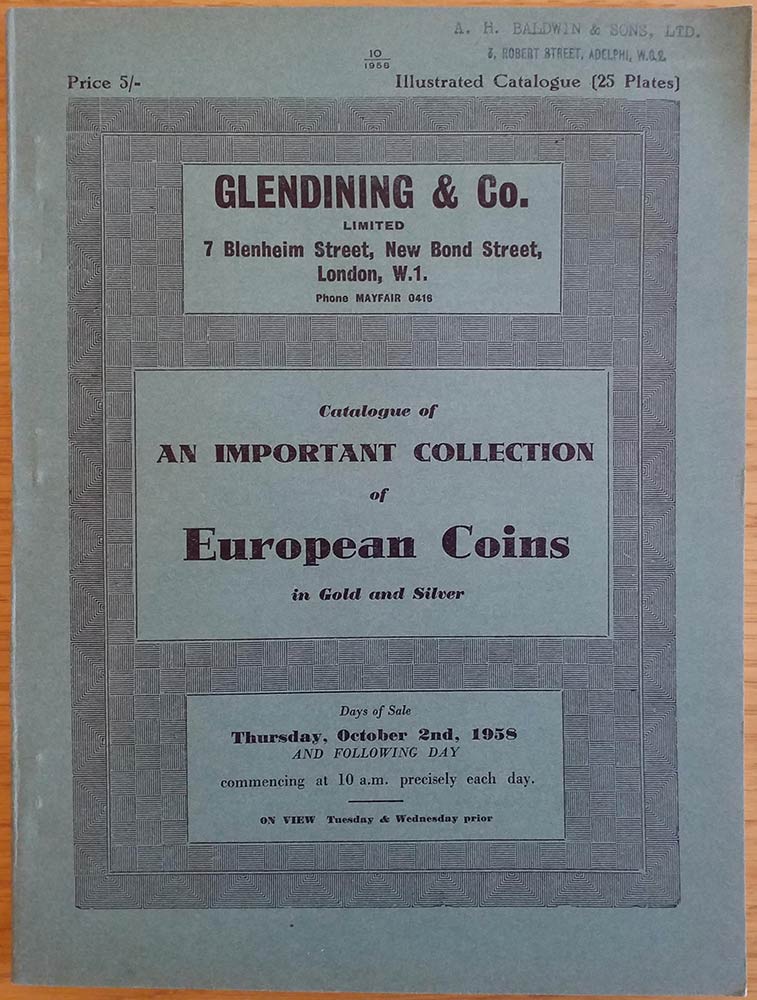 A. H. BALDWIN & SONS, LTD.
3, ROBERT STREET, ADELPHI, W.C.2.
10
1958
Price 5/- Illustrated Catalogue (25 Plates)
GLENDINING & Co.
LIMITED
7 Blenheim Street, New Bond Street,
London, W.1.
Phone MAYFAIR 0416
Catalogue of
AN IMPORTANT COLLECTION
of
European Coins
in Gold and Silver
Days of Sale
Thursday, October 2nd, 1958
AND FOLLOWING DAY
commencing at 10 a.m. precisely each day.
ON VIEW Tuesday & Wednesday prior